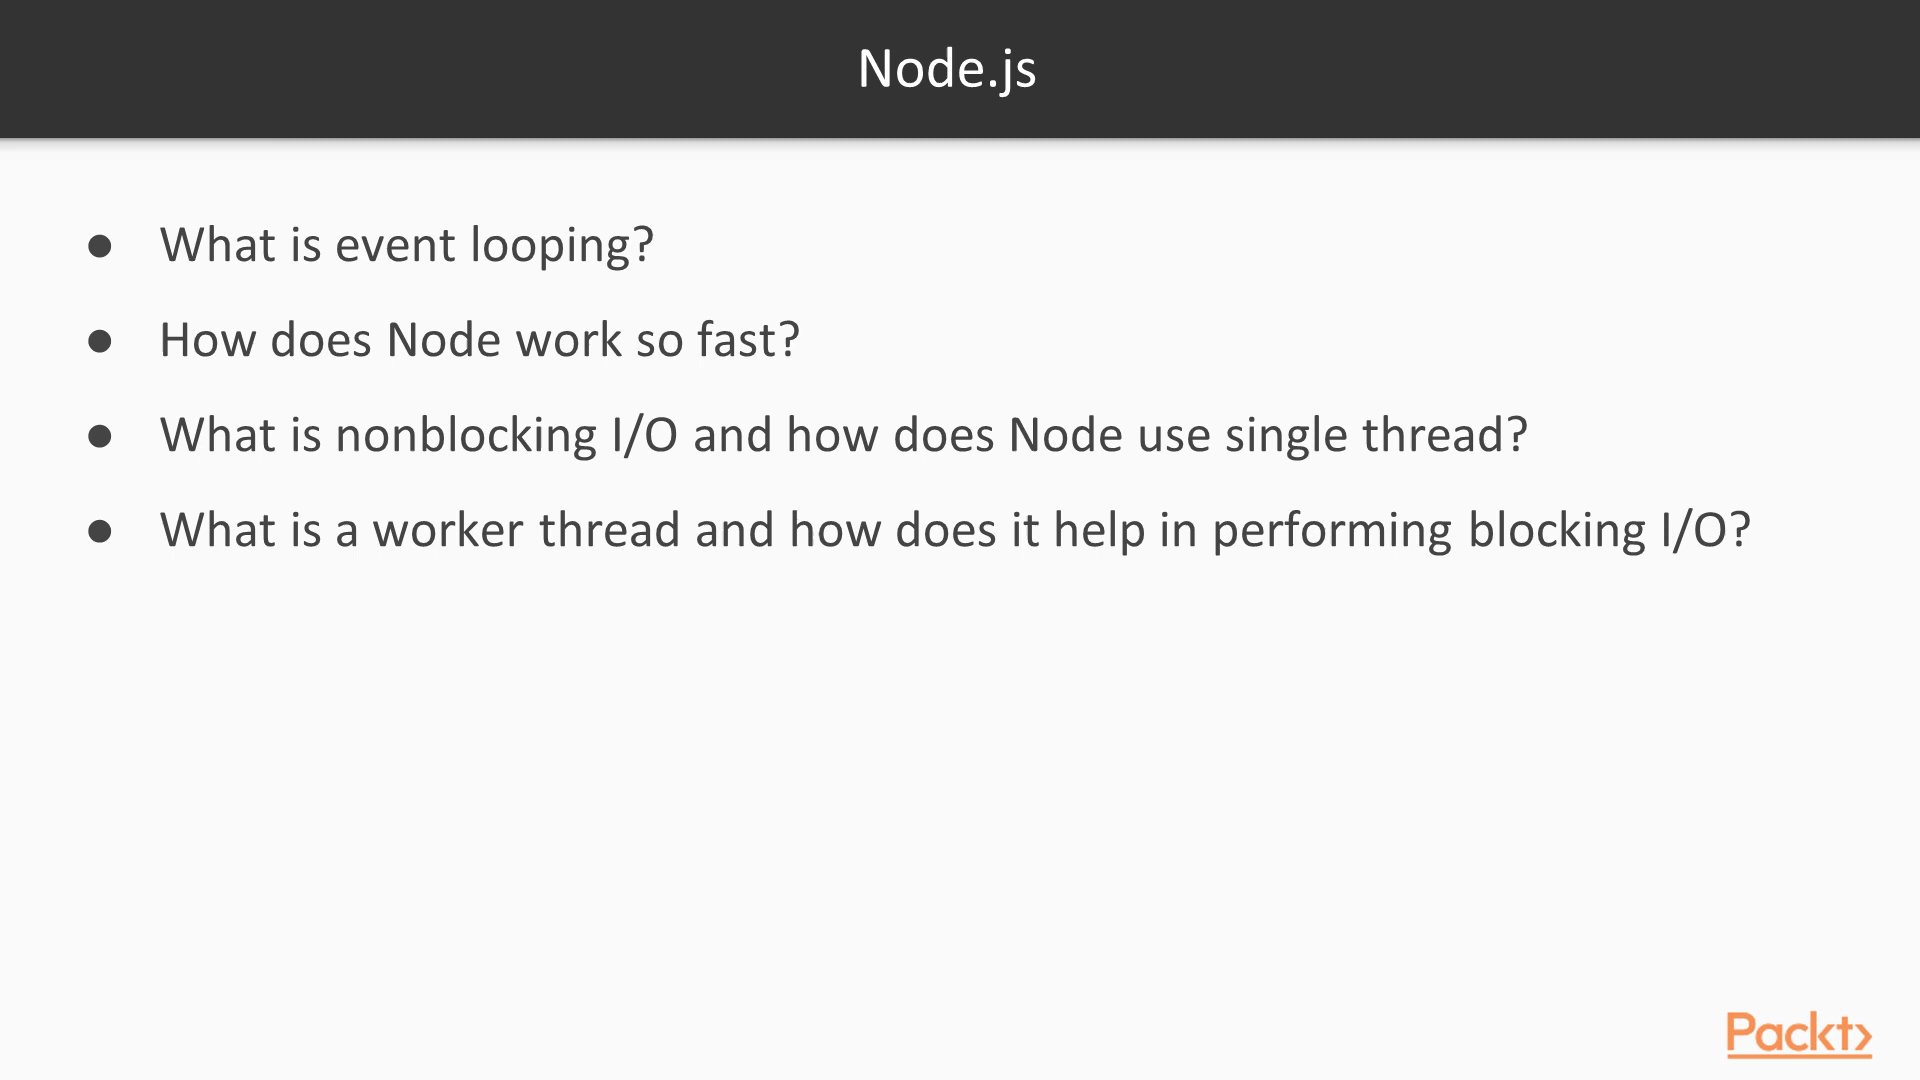 Node.js
● What is event looping?
● How does Node work so fast?
● What is nonblocking I/O and how does Node use single thread?
● What is a worker thread and how does it help in performing blocking I/O?
Packt>